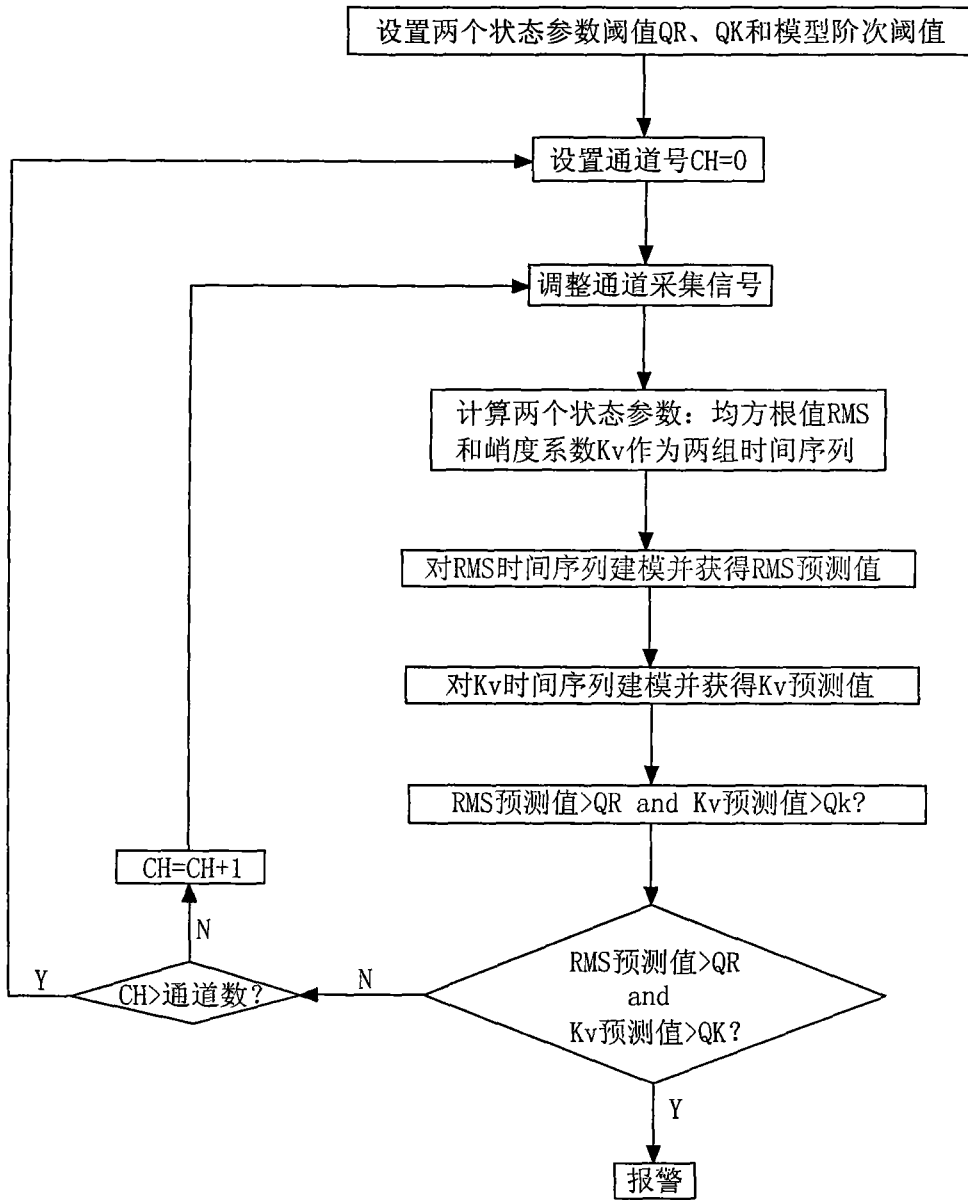 设置两个状态参数阈值QR、QK和模型阶次阈值
设置通道号CH=0
调整通道采集信号
计算两个状态参数：均方根值RMS
和峭度系数Kv作为两组时间序列
对RMS时间序列建模并获得RMS预测值
对Kv时间序列建模并获得Kv预测值
RMS预测值>QR and Kv预测值>Qk?
CH=CH+1
N
RMS预测值>QR
and
Kv预测值>QK?
N
CH>通道数?
Y
Y
报警